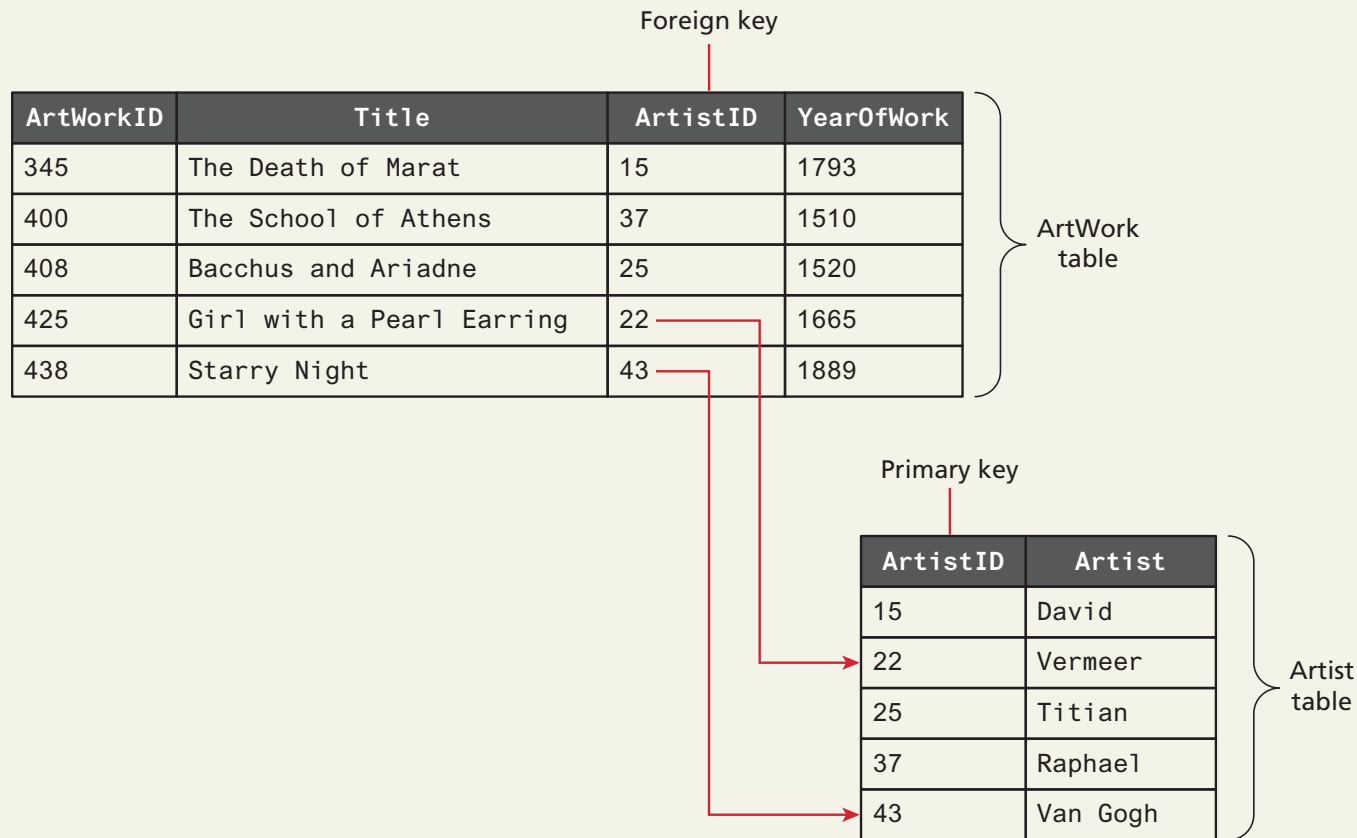 Foreign key
ArtWorkID Title ArtistID YearOfWork
345 The Death of Marat 15 1793
400 The School of Athens 37 1510
408 Bacchus and Ariadne 25 1520
425 Girl with a Pearl Earring 22 1665
438 Starry Night 43 1889
ArtWork
table
Primary key
ArtistID Artist
15 David
22 Vermeer
25 Titian
37 Raphael
43 Van Gogh
Artist
table